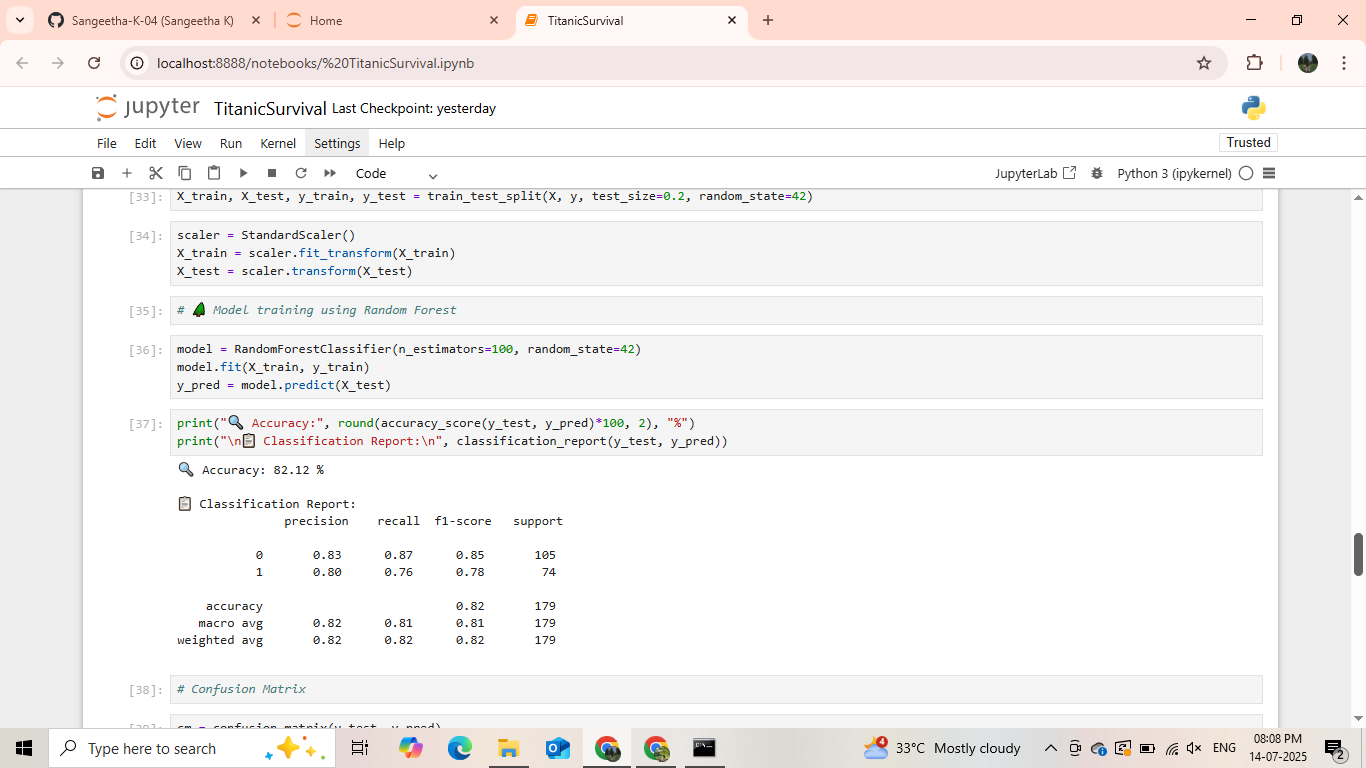 Sangeetha-K-04 (Sangeetha K)
Home
TitanicSurvival
localhost:8888/notebooks/%20TitanicSurvival.ipynb
jupyter TitanicSurvival Last Checkpoint: yesterday
File Edit View Run Kernel Settings Help
Trusted
Code
JupyterLab
Python 3 (ipykernel)
[33]: X_train, X_test, y_train, y_test = train_test_split(X, y, test_size=0.2, random_state=42)
[34]: scaler = StandardScaler()
X_train = scaler.fit_transform(X_train)
X_test = scaler.transform(X_test)
[35]: # 🌲 Model training using Random Forest
[36]: model = RandomForestClassifier(n_estimators=100, random_state=42)
model.fit(X_train, y_train)
y_pred = model.predict(X_test)
[37]: print("🔍 Accuracy:", round(accuracy_score(y_test, y_pred)*100, 2), "%")
print("\n📋 Classification Report:\n", classification_report(y_test, y_pred))
🔍 Accuracy: 82.12 %
📋 Classification Report:
precision recall f1-score support
0 0.83 0.87 0.85 105
1 0.80 0.76 0.78 74
accuracy 0.82 179
macro avg 0.82 0.81 0.81 179
weighted avg 0.82 0.82 0.82 179
[38]: # Confusion Matrix
cm = confusion_matrix(y_test, y_pred)
Type here to search
33°C Mostly cloudy
ENG
08:08 PM
14-07-2025
2